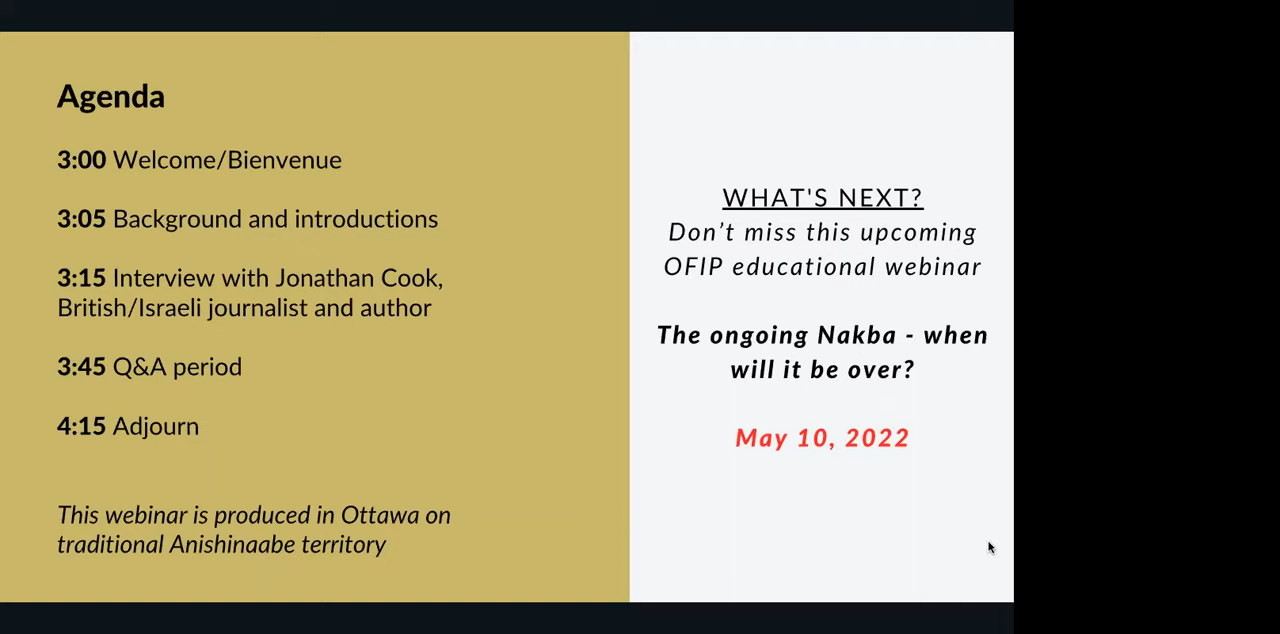 Agenda
3:00 Welcome/Bienvenue
3:05 Background and introductions
3:15 Interview with Jonathan Cook,
British/Israeli journalist and author
3:45 Q&A period
4:15 Adjourn
This webinar is produced in Ottawa on
traditional Anishinaabe territory
WHAT'S NEXT?
Don’t miss this upcoming
OFIP educational webinar
The ongoing Nakba - when
will it be over?
May 10, 2022